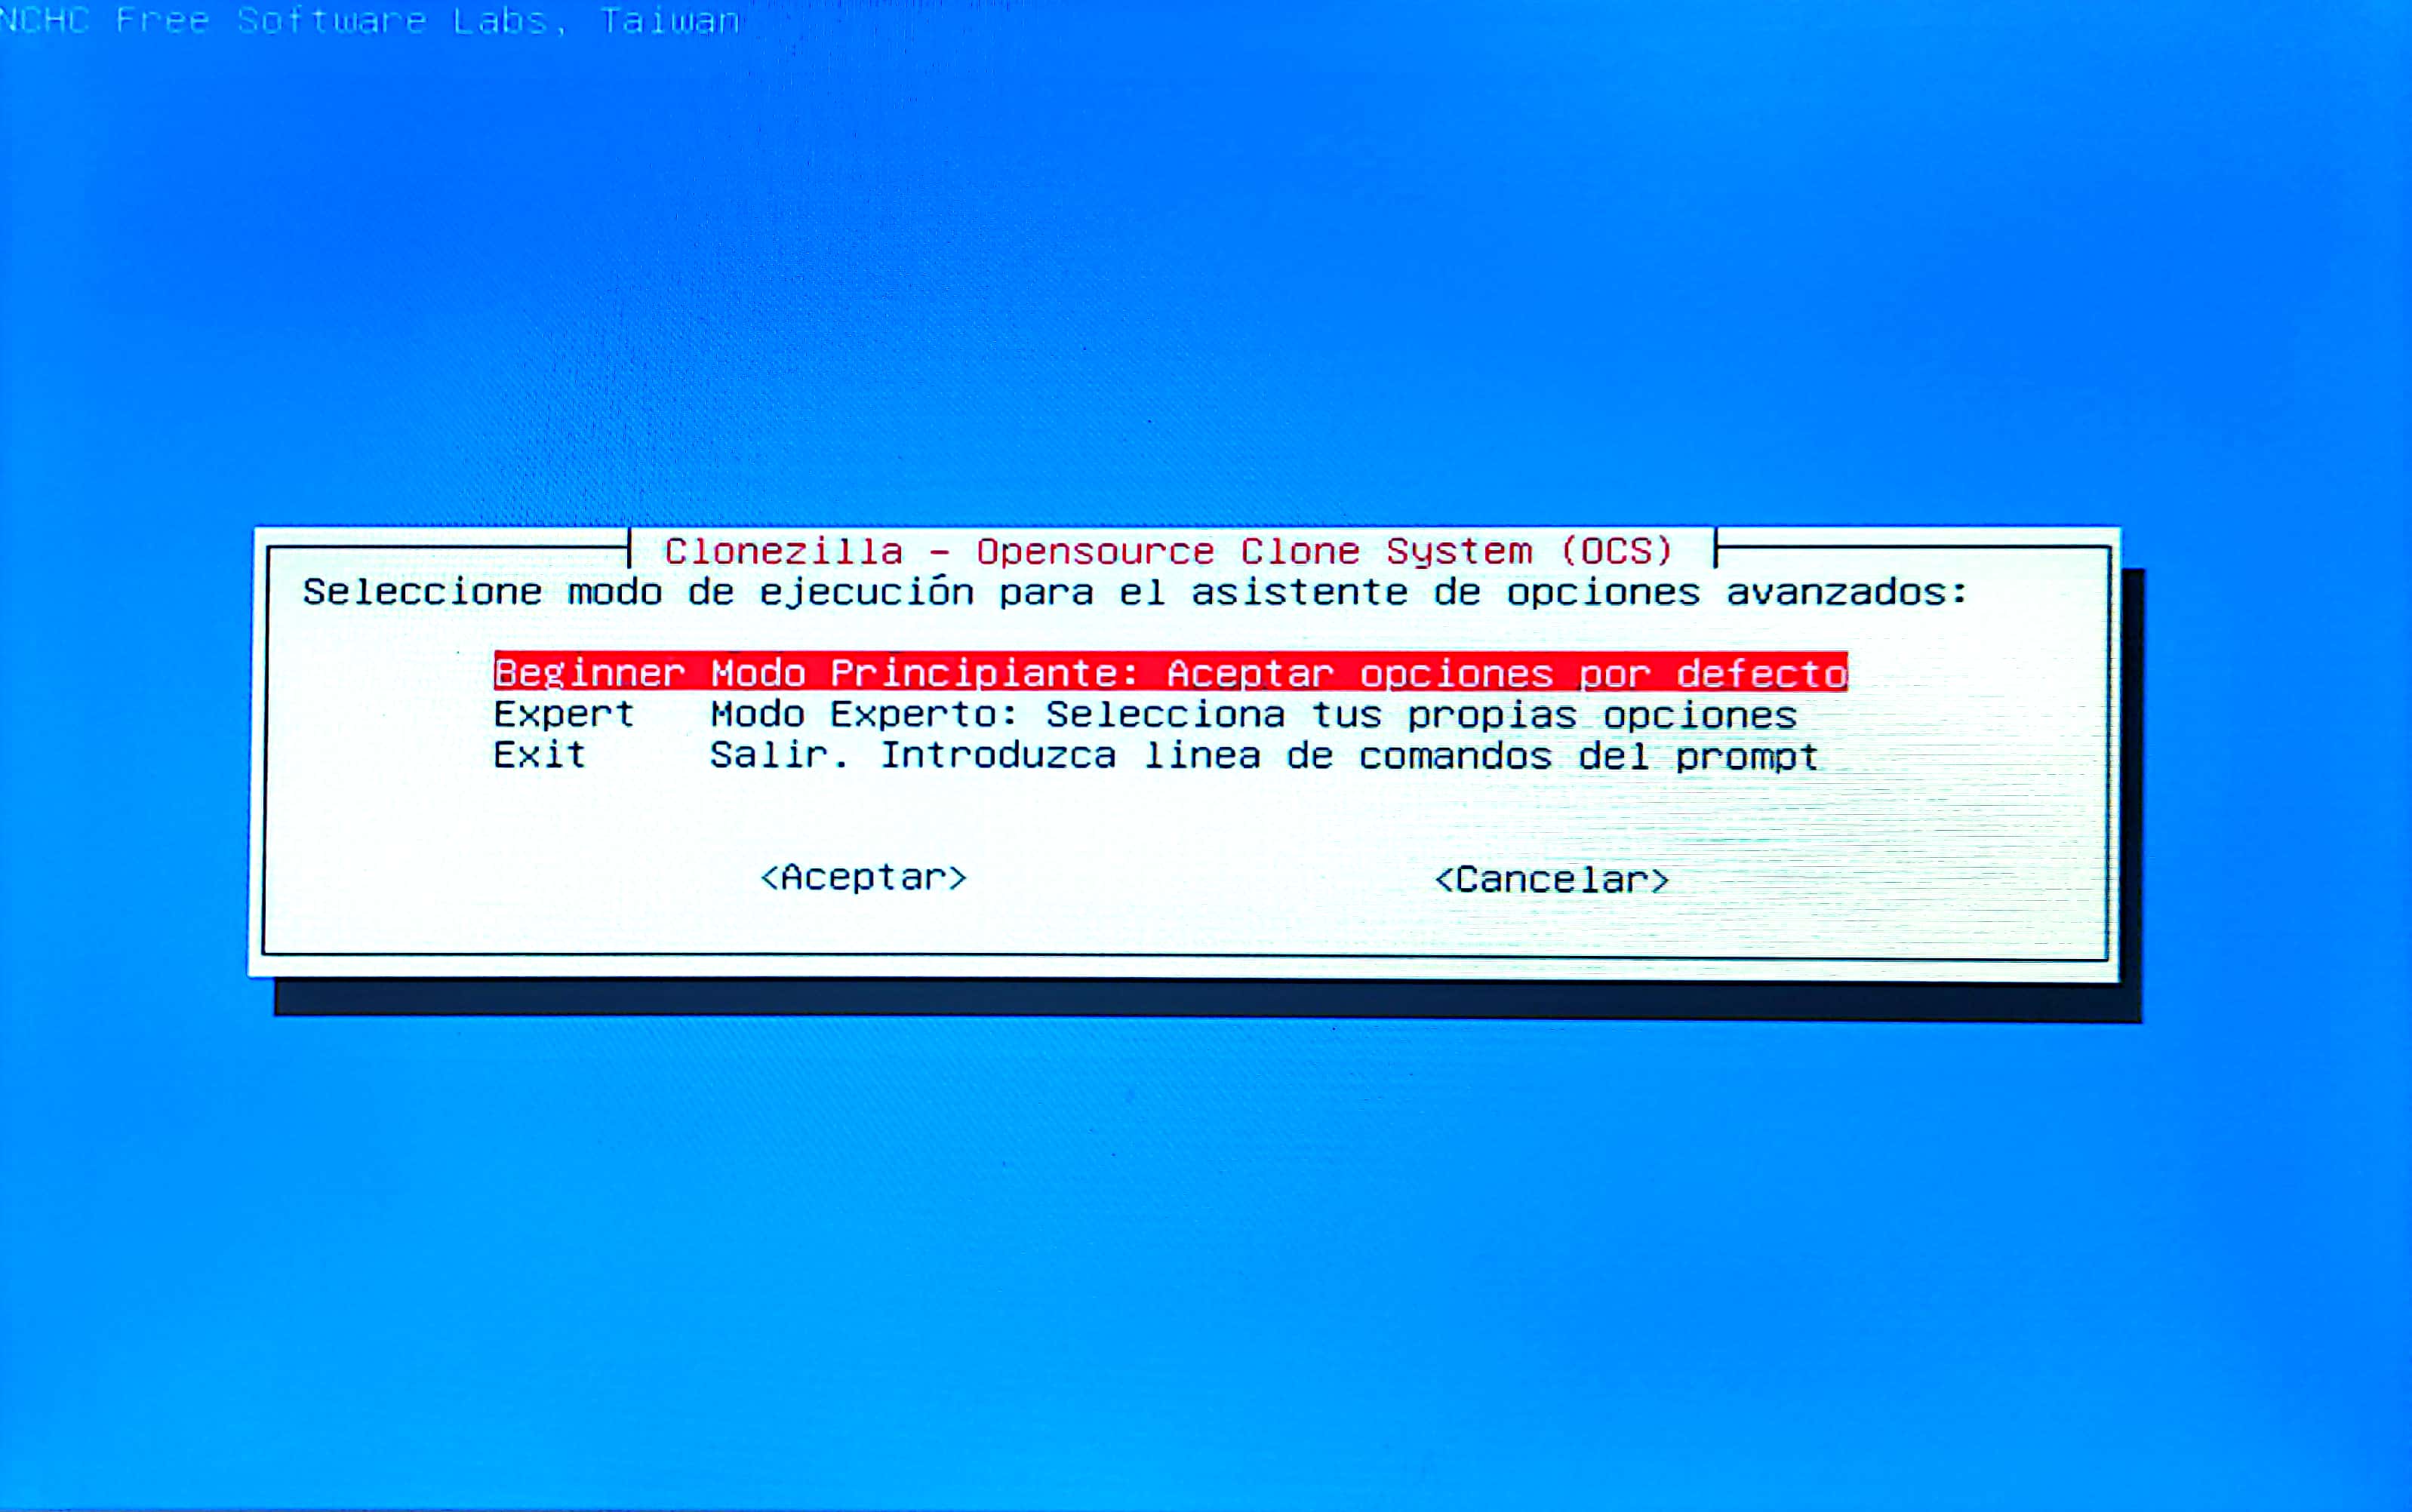 NCHC Free Software Labs, Taiwan
Clonezilla - Opensource Clone System (OCS)
Seleccione modo de ejecución para el asistente de opciones avanzados:
Beginner Modo Principiante: Aceptar opciones por defecto
Expert Modo Experto: Selecciona tus propias opciones
Exit Salir. Introduzca linea de comandos del prompt
<Aceptar> <Cancelar>